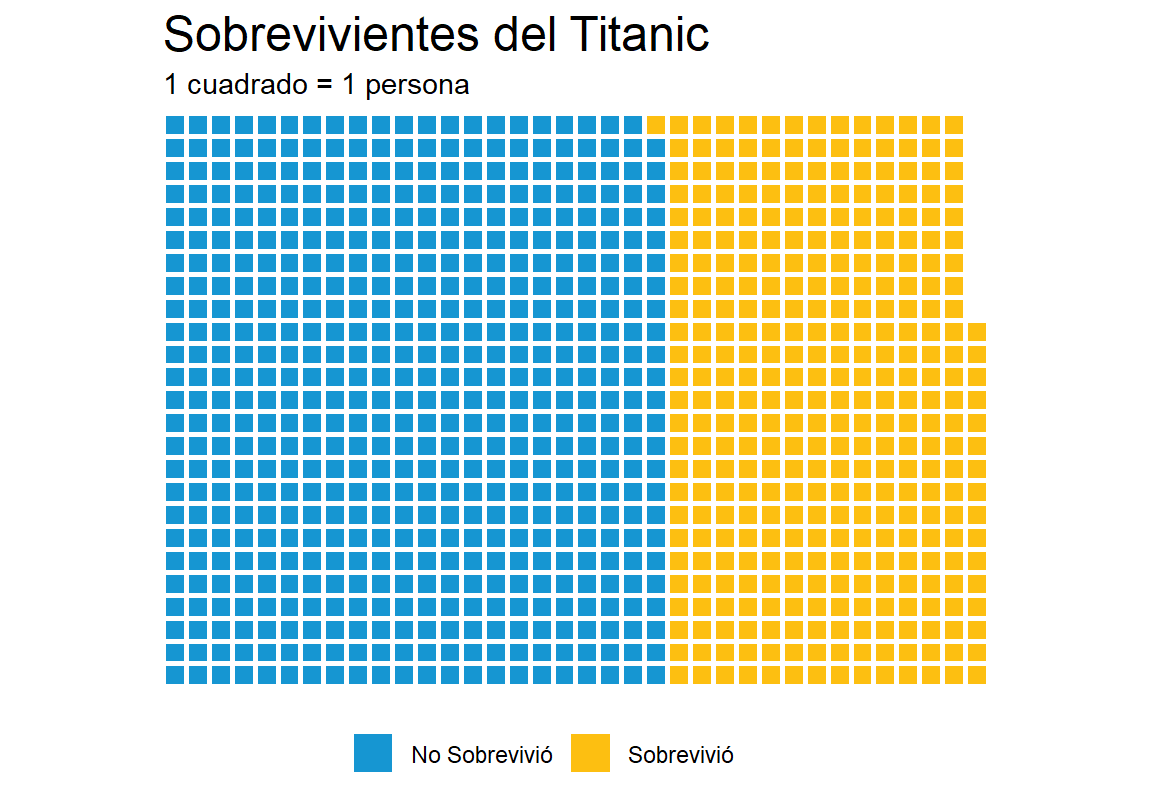 Sobrevivientes del Titanic
1 cuadrado = 1 persona
No Sobrevivió
Sobrevivió